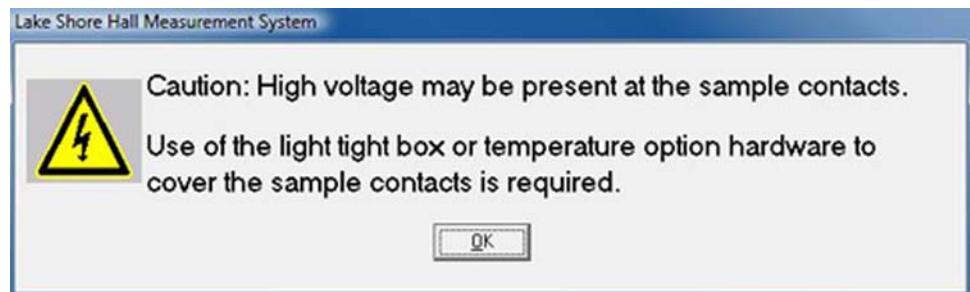 Lake Shore Hall Measurement System
Caution: High voltage may be present at the sample contacts.
Use of the light tight box or temperature option hardware to
cover the sample contacts is required.
OK